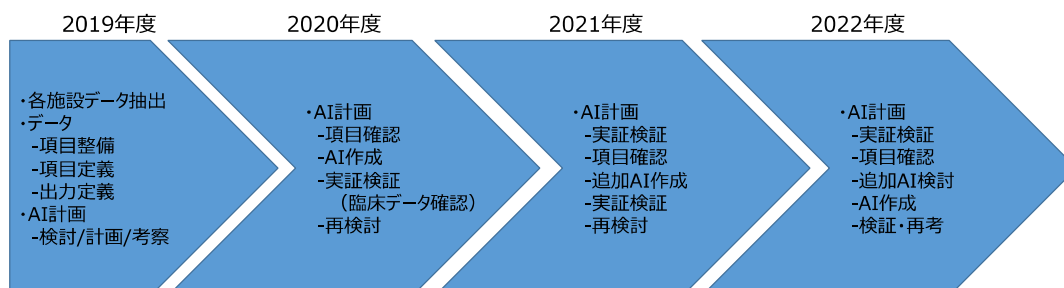 2019年度
・各施設データ抽出
・データ
-項目整備
-項目定義
-出力定義
・AI計画
-検討/計画/考察
2020年度
・AI計画
-項目確認
-AI作成
-実証検証
（臨床データ確認）
-再検討
2021年度
・AI計画
-実証検証
-項目確認
-追加AI作成
-実証検証
-再検討
2022年度
・AI計画
-実証検証
-項目確認
-追加AI検討
-AI作成
-検証・再考